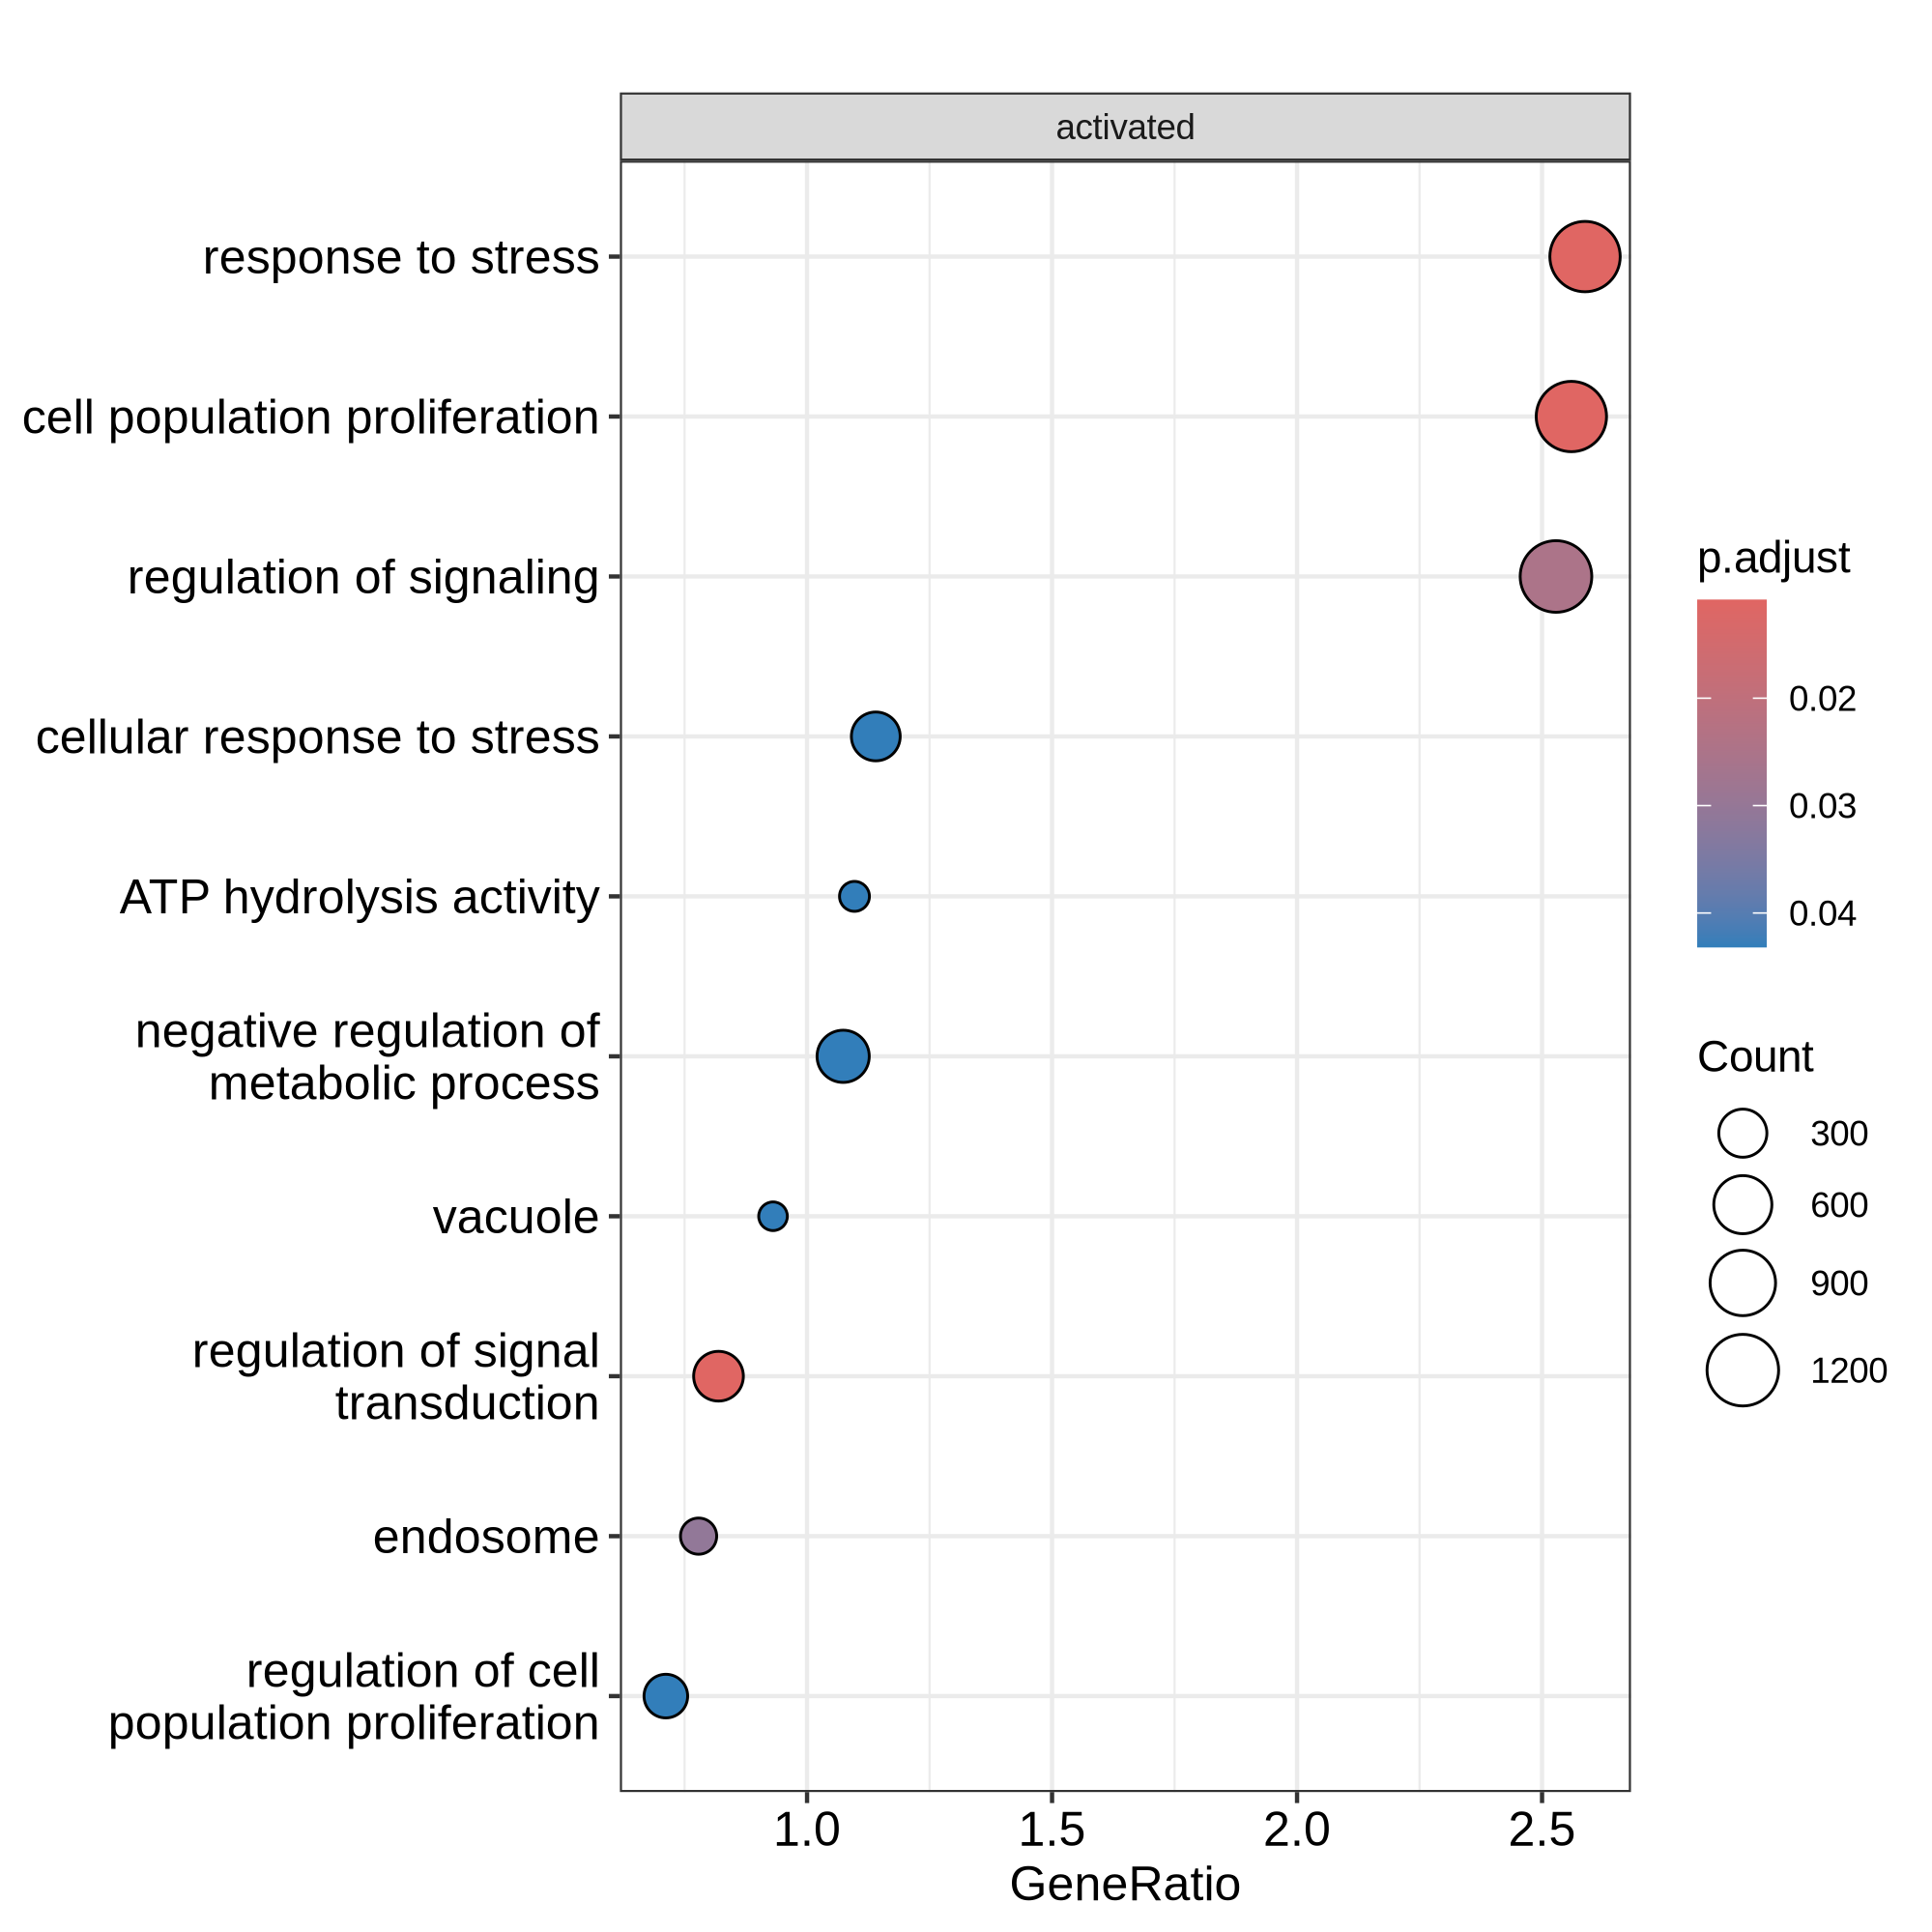 activated
response to stress
cell population proliferation
regulation of signaling
cellular response to stress
ATP hydrolysis activity
negative regulation of
metabolic process
vacuole
regulation of signal
transduction
endosome
regulation of cell
population proliferation
1.0 1.5 2.0 2.5
GeneRatio
p.adjust
0.02
0.03
0.04
Count
300
600
900
1200